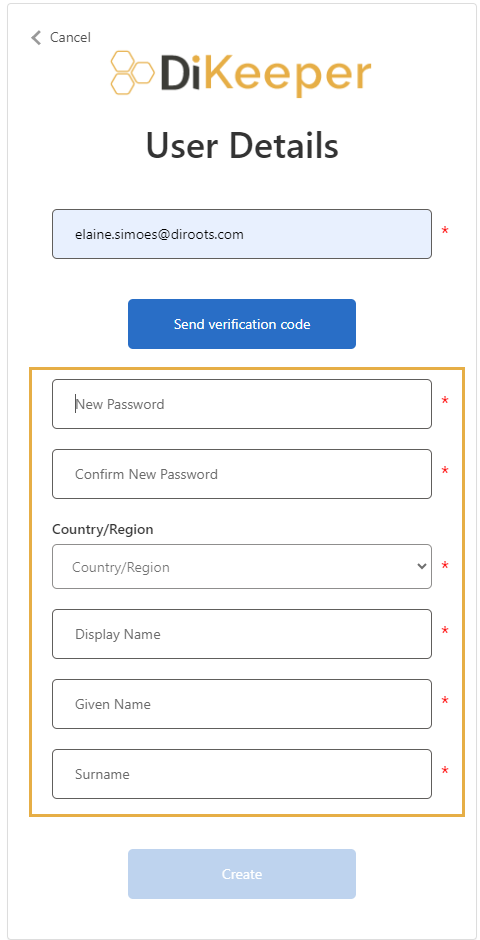 Cancel
DiKeeper
User Details
elaine.simoes@diroots.com *
Send verification code
New Password *
Confirm New Password *
Country/Region
Country/Region *
Display Name *
Given Name *
Surname *
Create